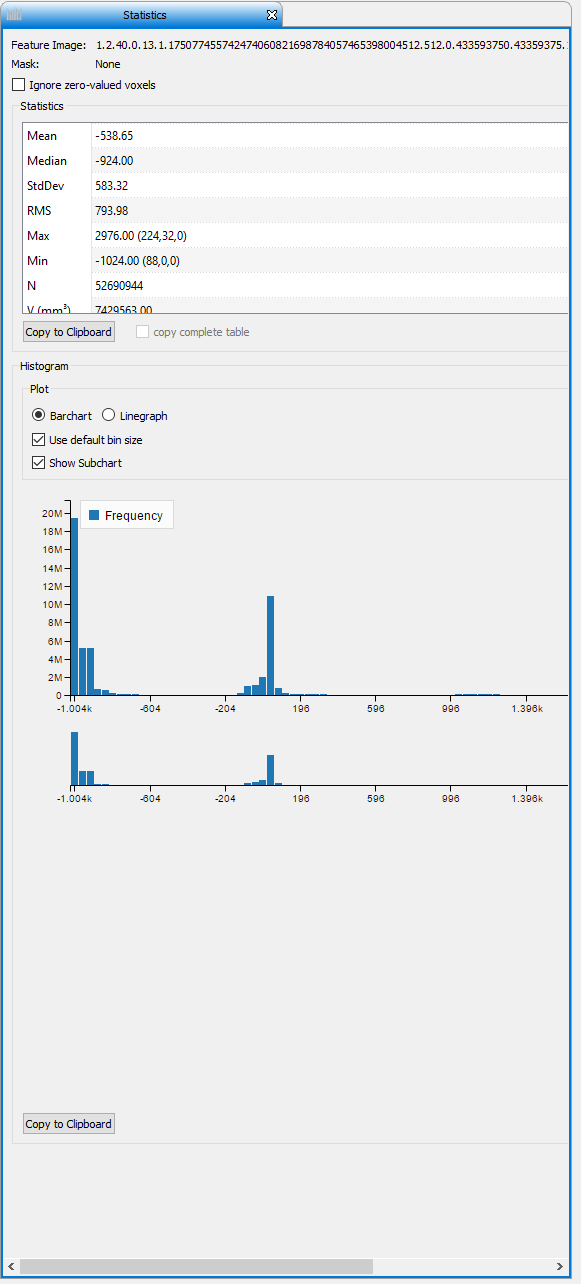 Statistics
Feature Image: 1.2.40.0.13.1.175077455742474060821698784057465398004512.512.0.433593750.43359375.
Mask: None
Ignore zero-valued voxels
Statistics
Mean -538.65
Median -924.00
StdDev 583.32
RMS 793.98
Max 2976.00 (224,32,0)
Min -1024.00 (88,0,0)
N 52690944
V (mm³) 7429563.00
Copy to Clipboard copy complete table
Histogram
Plot
Barchart Linegraph
Use default bin size
Show Subchart
Frequency
20M
18M
16M
14M
12M
10M
8M
6M
4M
2M
0
-1.004k -604 -204 196 596 996 1.396k
-1.004k -604 -204 196 596 996 1.396k
Copy to Clipboard